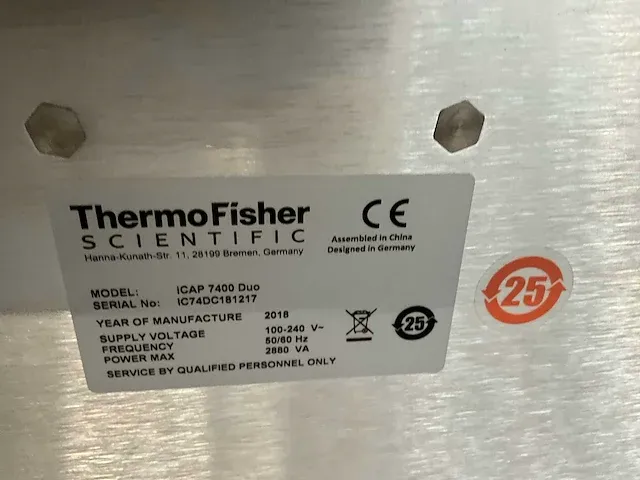 ThermoFisher
SCIENTIFIC
Hanna-Kunath-Str. 11, 28199 Bremen, Germany
CE
Assembled in China
Designed in Germany
MODEL: iCAP 7400 Duo
SERIAL No: IC74DC181217
YEAR OF MANUFACTURE 2018
SUPPLY VOLTAGE 100-240 V~
FREQUENCY 50/60 Hz
POWER MAX 2880 VA
SERVICE BY QUALIFIED PERSONNEL ONLY
25
25